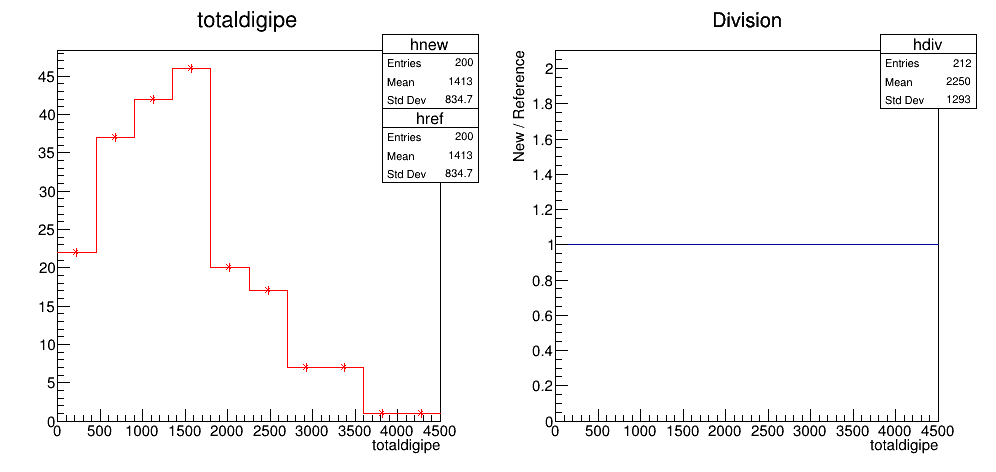 totaldigipe
hnew
Entries 200
Mean 1413
Std Dev 834.7
href
Entries 200
Mean 1413
Std Dev 834.7
45
40
35
30
25
20
15
10
5
0
0 500 1000 1500 2000 2500 3000 3500 4000 4500
totaldigipe
Division
hdiv
Entries 212
Mean 2250
Std Dev 1293
New / Reference
2
1.8
1.6
1.4
1.2
1
0.8
0.6
0.4
0.2
0
0 500 1000 1500 2000 2500 3000 3500 4000 4500
totaldigipe